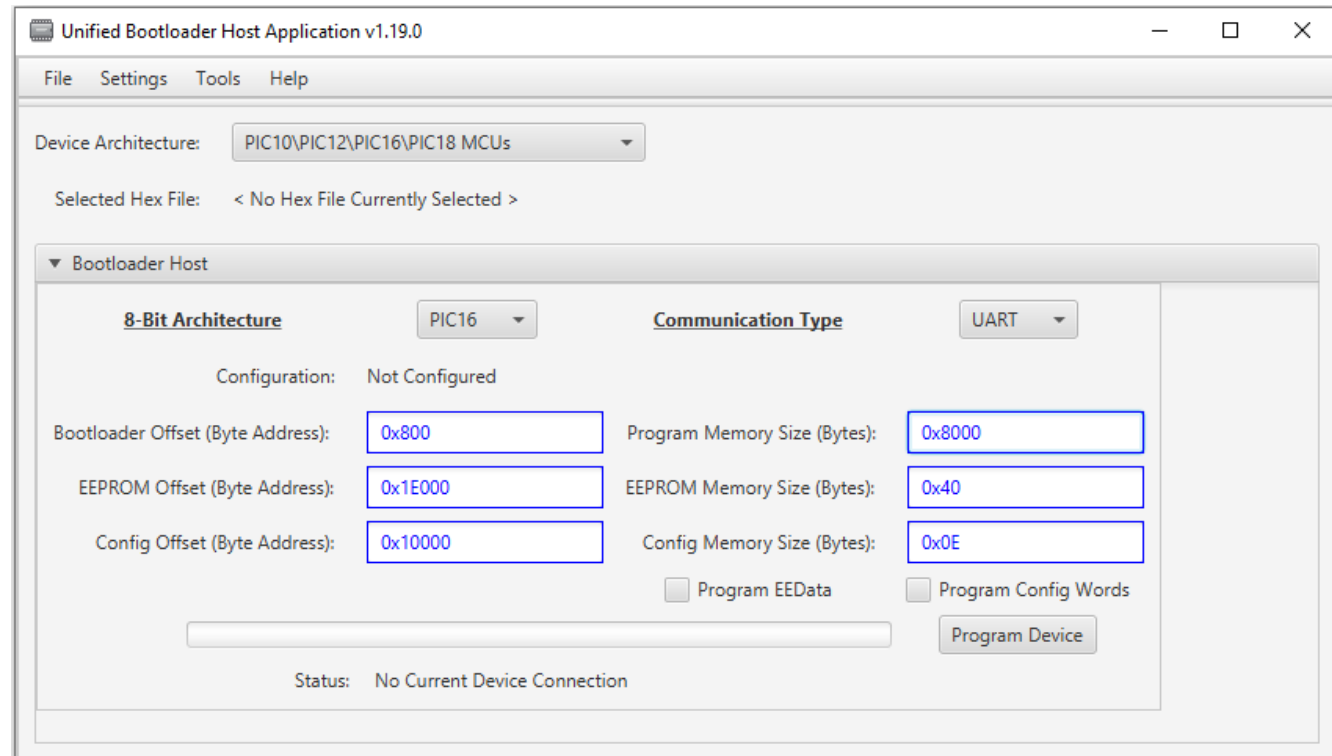 Unified Bootloader Host Application v1.19.0
File Settings Tools Help
Device Architecture: PIC10\PIC12\PIC16\PIC18 MCUs
Selected Hex File: < No Hex File Currently Selected >
Bootloader Host
8-Bit Architecture PIC16 Communication Type UART
Configuration: Not Configured
Bootloader Offset (Byte Address): 0x800 Program Memory Size (Bytes): 0x8000
EEPROM Offset (Byte Address): 0x1E000 EEPROM Memory Size (Bytes): 0x40
Config Offset (Byte Address): 0x10000 Config Memory Size (Bytes): 0x0E
Program EEData Program Config Words
Program Device
Status: No Current Device Connection